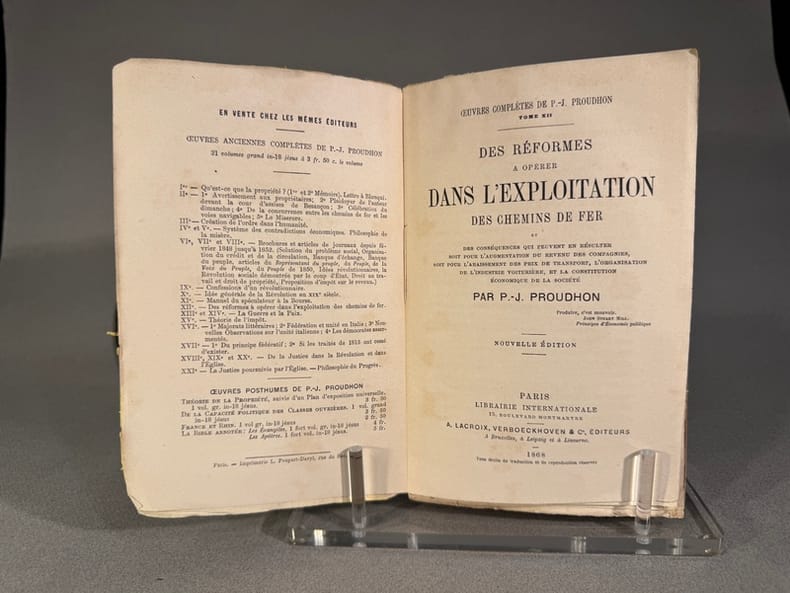 EN VENTE CHEZ LES MÊMES ÉDITEURS
ŒUVRES ANCIENNES COMPLÈTES DE P.-J. PROUDHON
21 volumes grand in-18 jésus à 3 fr. 50 c. le volume
Ier — Qu'est-ce que la propriété ? (1er et 2e Mémoire). Lettre à Blanqui.
IIe — 1° Avertissement aux propriétaires; 2° Plaidoyer de l'auteur
devant la cour d'assises de Besançon; 3° Célébration du
dimanche; 4° De la concurrence entre les chemins de fer et les
voies navigables; 5° Le Miserere.
IIIe — Création de l'ordre dans l'humanité.
IVe et Ve. — Système des contradictions économiques. Philosophie de
la misère.
VIe, VIIe et VIIIe. — Brochures et articles de journaux depuis fé-
vrier 1848 jusqu'à 1852. (Solution du problème social, Organisa-
tion du crédit et de la circulation, Banque d'échange, Banque
du peuple, articles du Représentant du peuple, du Peuple, de la
Voix du Peuple, du Peuple de 1850, Idées révolutionnaires, la
Révolution sociale démontrée par le coup d'État, Droit au tra-
vail et droit de propriété, Proposition d'impôt sur le revenu.)
IXe. — Confessions d'un révolutionnaire.
Xe. — Idée générale de la Révolution au XIXe siècle.
XIe. — Manuel du spéculateur à la Bourse.
XIIe. — Des réformes à opérer dans l'exploitation des chemins de fer.
XIIIe et XIVe. — La Guerre et la Paix.
XVe. — Théorie de l'impôt.
XVIe. — 1° Majorats littéraires; 2° Fédération et unité en Italie; 3° Nou-
velles Observations sur l'unité italienne; 4° Les démocrates asser-
mentés.
XVIIe — 1° Du principe fédératif; 2° Si les traités de 1815 ont cessé
d'exister.
XVIIIe, XIXe et XXe. — De la Justice dans la Révolution et dans
l'Église.
XXIe — La Justice poursuivie par l'Église. — Philosophie du Progrès.
ŒUVRES POSTHUMES DE P.-J. PROUDHON
THÉORIE DE LA PROPRIÉTÉ, suivie d'un Plan d'exposition universelle.
1 vol. gr. in-18 jésus. 3 fr. 50
DE LA CAPACITÉ POLITIQUE DES CLASSES OUVRIÈRES. 1 vol. grand
in-18 jésus 3 fr. 50
FRANCE ET RHIN. 1 vol gr. in-18 jésus 2 fr. 50
LA BIBLE ANNOTÉE: Les Évangiles, 1 fort vol. gr. in-18 jésus 4 fr.
Les Apôtres. 1 fort vol. in-18 jésus. 5 fr.
Paris. — Imprimerie L. Poupart-Davyl, rue du
ŒUVRES COMPLÈTES DE P.-J. PROUDHON
TOME XII
DES RÉFORMES
A OPÉRER
DANS L'EXPLOITATION
DES CHEMINS DE FER
ET
DES CONSÉQUENCES QUI PEUVENT EN RÉSULTER
SOIT POUR L'AUGMENTATION DU REVENU DES COMPAGNIES,
SOIT POUR L'ABAISSEMENT DES PRIX DE TRANSPORT, L'ORGANISATION
DE L'INDUSTRIE VOITURIÈRE, ET LA CONSTITUTION
ÉCONOMIQUE DE LA SOCIÉTÉ
PAR P.-J. PROUDHON
Produire, c'est mouvoir.
JOHN STUART MILL.
Principes d'Économie politique
NOUVELLE ÉDITION
PARIS
LIBRAIRIE INTERNATIONALE
15, BOULEVARD MONTMARTRE
A. LACROIX, VERBOECKHOVEN & Ce, ÉDITEURS
A Bruxelles, à Leipzig et à Livourne.
1868
Tous droits de traduction et de reproduction réservés